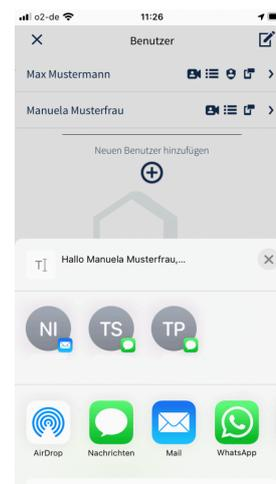 o2-de 11:26
Benutzer
Max Mustermann
Manuela Musterfrau
Neuen Benutzer hinzufügen
T Hallo Manuela Musterfrau,...
NI TS TP
AirDrop Nachrichten Mail WhatsApp